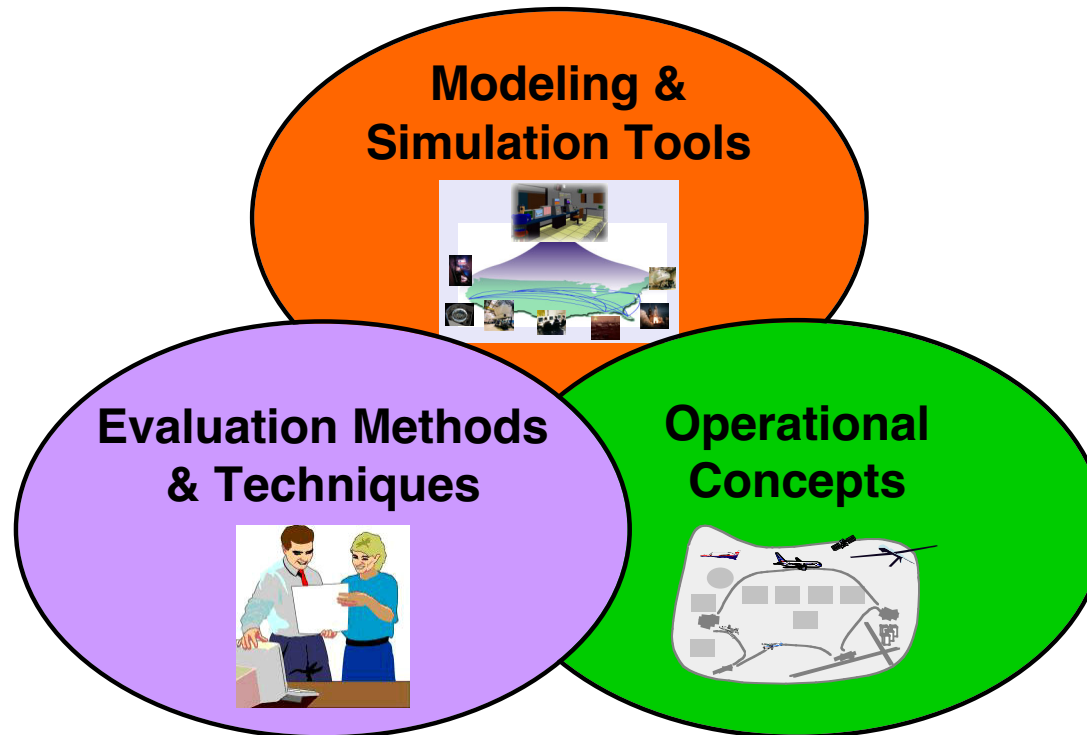 Modeling &
Simulation Tools
Evaluation Methods
& Techniques
Operational
Concepts